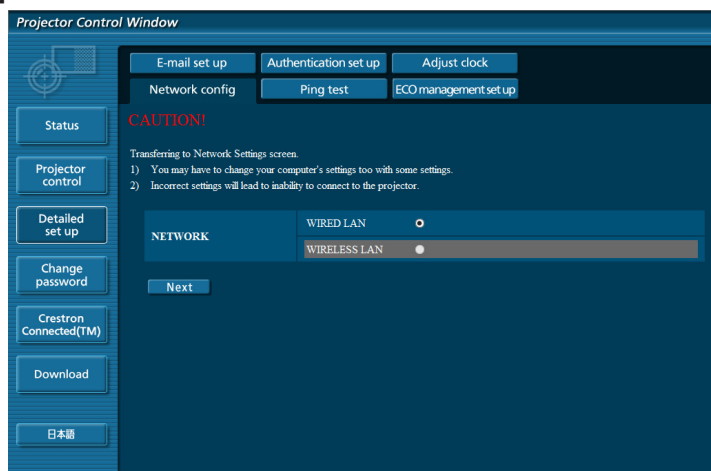 Projector Control Window
E-mail set up
Authentication set up
Adjust clock
Network config
Ping test
ECO management set up
Status
Projector control
Detailed set up
Change password
Crestron Connected(TM)
Download
日本語
CAUTION!
Transferring to Network Settings screen.
1) You may have to change your computer's settings too with some settings.
2) Incorrect settings will lead to inability to connect to the projector.
NETWORK
WIRED LAN
WIRELESS LAN
Next